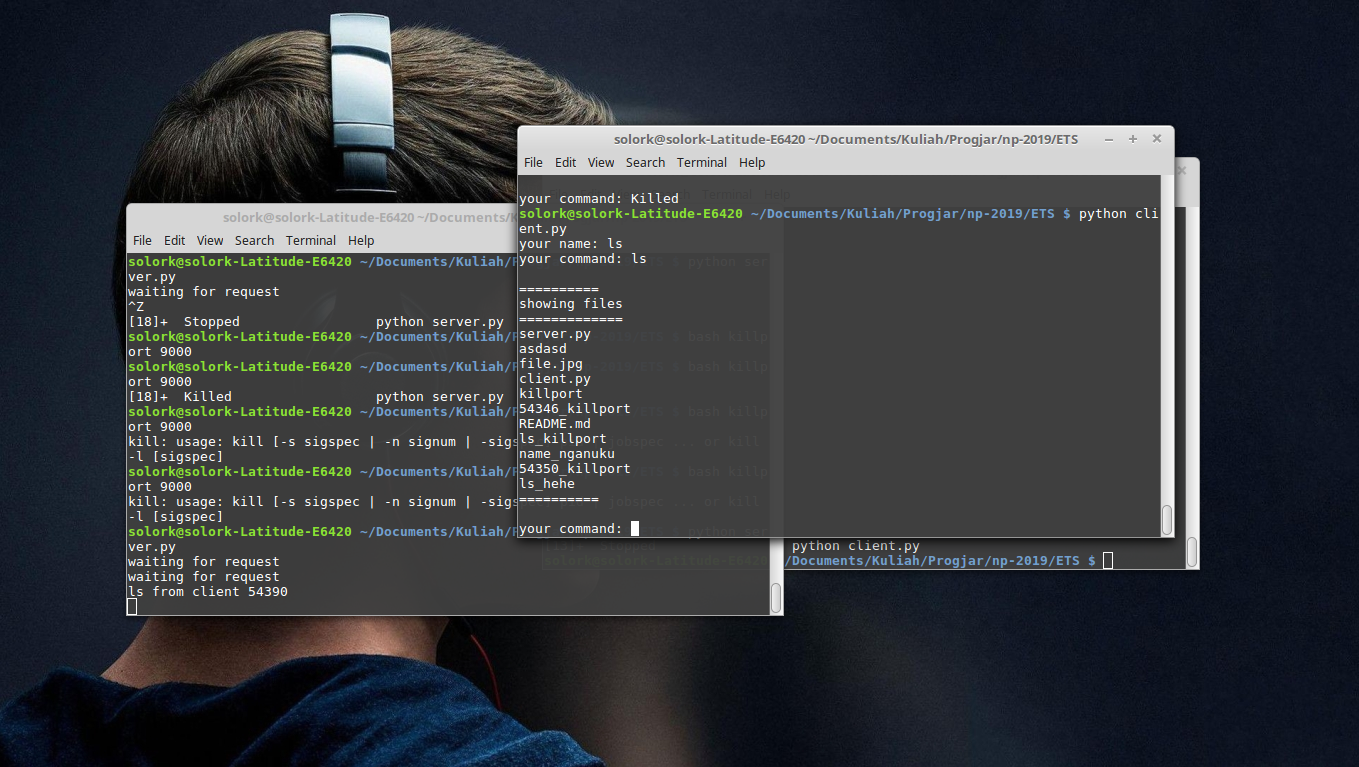 solork@solork-Latitude-E6420 ~/Documents/Kuliah/Progjar/np-2019/ETS
File Edit View Search Terminal Help
your command: Killed
solork@solork-Latitude-E6420 ~/Documents/Kuliah/Progjar/np-2019/ETS $ python cli
ent.py
your name: ls
your command: ls
==========
showing files
=============
server.py
asdasd
file.jpg
client.py
killport
54346_killport
README.md
ls_killport
name_nganuku
54350_killport
ls_hehe
==========
your command:
solork@solork-Latitude-E6420 ~/Documents/
File Edit View Search Terminal Help
solork@solork-Latitude-E6420 ~/Documents/Kuliah/
ver.py
waiting for request
^Z
[18]+  Stopped                 python server.py
solork@solork-Latitude-E6420 ~/Documents/Kuliah/
ort 9000
solork@solork-Latitude-E6420 ~/Documents/Kuliah/
ort 9000
[18]+  Killed                  python server.py
solork@solork-Latitude-E6420 ~/Documents/Kuliah/
ort 9000
kill: usage: kill [-s sigspec | -n signum | -sigs
-l [sigspec]
solork@solork-Latitude-E6420 ~/Documents/Kuliah/
ort 9000
kill: usage: kill [-s sigspec | -n signum | -sigs
-l [sigspec]
solork@solork-Latitude-E6420 ~/Documents/Kuliah/
ver.py
waiting for request
waiting for request
ls from client 54390
python client.py
/Documents/Kuliah/Progjar/np-2019/ETS $